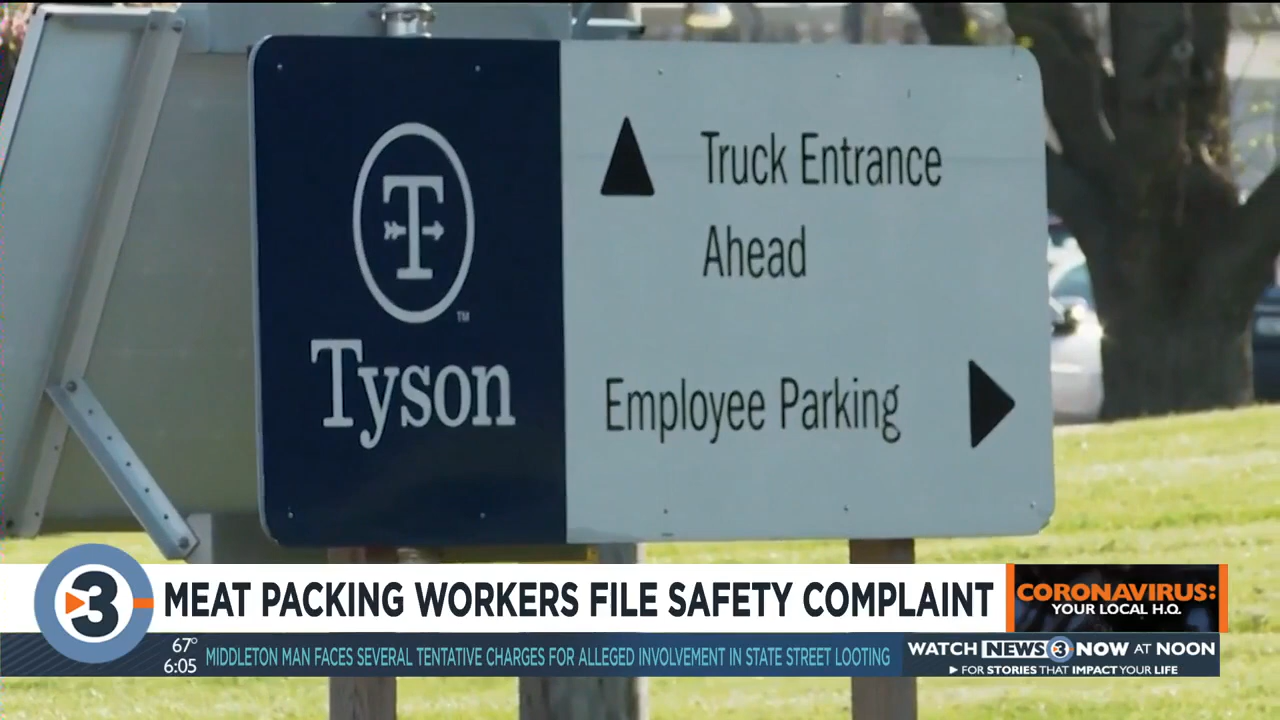 T
TM
Tyson
Truck Entrance
Ahead
Employee Parking
3
MEAT PACKING WORKERS FILE SAFETY COMPLAINT
CORONAVIRUS:
YOUR LOCAL H.Q.
67°
6:05
MIDDLETON MAN FACES SEVERAL TENTATIVE CHARGES FOR ALLEGED INVOLVEMENT IN STATE STREET LOOTING
WATCH NEWS 3 NOW AT NOON
▶ FOR STORIES THAT IMPACT YOUR LIFE